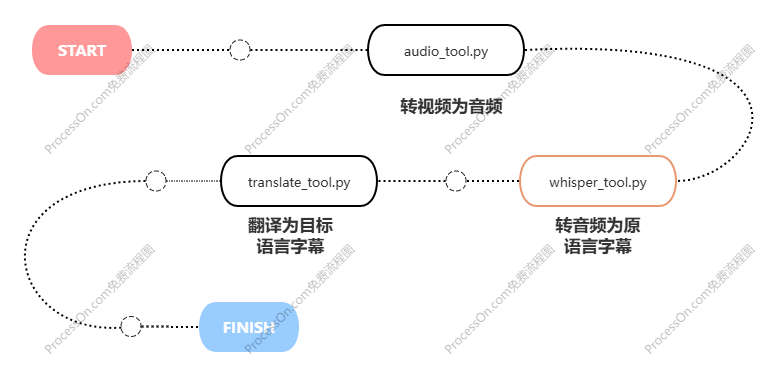 START
audio_tool.py
转视频为音频
whisper_tool.py
转音频为原
语言字幕
translate_tool.py
翻译为目标
语言字幕
FINISH
ProcessOn.com免费流程图
ProcessOn.com免费流程图
ProcessOn.com免费流程图
ProcessOn.com免费流程图
ProcessOn.com免费流程图
ProcessOn.com免费流程图
ProcessOn.com免费流程图
ProcessOn.com免费流程图